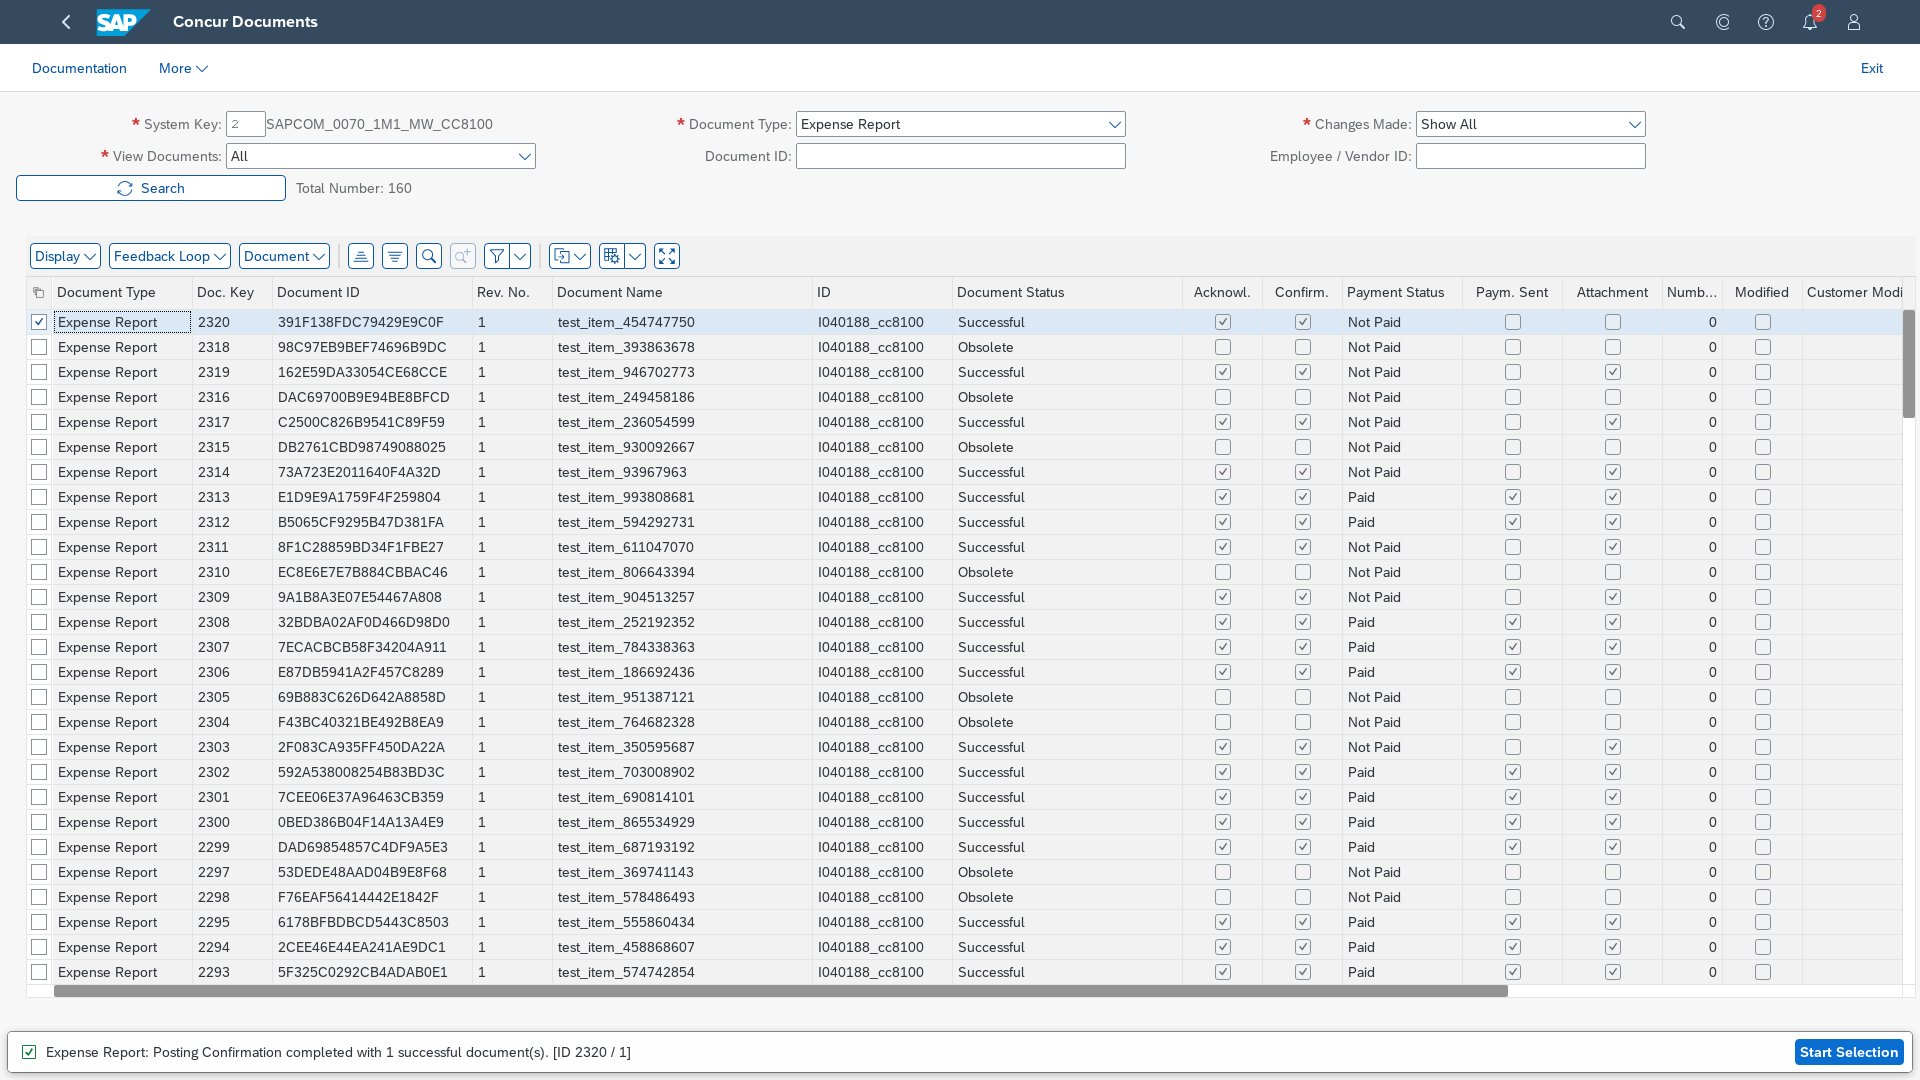 SAP Concur Documents 2
Documentation More Exit
* System Key: 2 SAPCOM_0070_1M1_MW_CC8100 * Document Type: Expense Report * Changes Made: Show All
* View Documents: All Document ID: Employee / Vendor ID:
Search Total Number: 160
Display Feedback Loop Document
Document Type Doc. Key Document ID Rev. No. Document Name ID Document Status Acknowl. Confirm. Payment Status Paym. Sent Attachment Numb... Modified Customer Modi
Expense Report 2320 391F138FDC79429E9C0F 1 test_item_454747750 I040188_cc8100 Successful Not Paid 0
Expense Report 2318 98C97EB9BEF74696B9DC 1 test_item_393863678 I040188_cc8100 Obsolete Not Paid 0
Expense Report 2319 162E59DA33054CE68CCE 1 test_item_946702773 I040188_cc8100 Successful Not Paid 0
Expense Report 2316 DAC69700B9E94BE8BFCD 1 test_item_249458186 I040188_cc8100 Obsolete Not Paid 0
Expense Report 2317 C2500C826B9541C89F59 1 test_item_236054599 I040188_cc8100 Successful Not Paid 0
Expense Report 2315 DB2761CBD98749088025 1 test_item_930092667 I040188_cc8100 Obsolete Not Paid 0
Expense Report 2314 73A723E2011640F4A32D 1 test_item_93967963 I040188_cc8100 Successful Not Paid 0
Expense Report 2313 E1D9E9A1759F4F259804 1 test_item_993808681 I040188_cc8100 Successful Paid 0
Expense Report 2312 B5065CF9295B47D381FA 1 test_item_594292731 I040188_cc8100 Successful Paid 0
Expense Report 2311 8F1C28859BD34F1FBE27 1 test_item_611047070 I040188_cc8100 Successful Not Paid 0
Expense Report 2310 EC8E6E7E7B884CBBAC46 1 test_item_806643394 I040188_cc8100 Obsolete Not Paid 0
Expense Report 2309 9A1B8A3E07E54467A808 1 test_item_904513257 I040188_cc8100 Successful Not Paid 0
Expense Report 2308 32BDBA02AF0D466D98D0 1 test_item_252192352 I040188_cc8100 Successful Paid 0
Expense Report 2307 7ECACBCB58F34204A911 1 test_item_784338363 I040188_cc8100 Successful Paid 0
Expense Report 2306 E87DB5941A2F457C8289 1 test_item_186692436 I040188_cc8100 Successful Paid 0
Expense Report 2305 69B883C626D642A8858D 1 test_item_951387121 I040188_cc8100 Obsolete Not Paid 0
Expense Report 2304 F43BC40321BE492B8EA9 1 test_item_764682328 I040188_cc8100 Obsolete Not Paid 0
Expense Report 2303 2F083CA935FF450DA22A 1 test_item_350595687 I040188_cc8100 Successful Not Paid 0
Expense Report 2302 592A538008254B83BD3C 1 test_item_703008902 I040188_cc8100 Successful Paid 0
Expense Report 2301 7CEE06E37A96463CB359 1 test_item_690814101 I040188_cc8100 Successful Paid 0
Expense Report 2300 0BED386B04F14A13A4E9 1 test_item_865534929 I040188_cc8100 Successful Paid 0
Expense Report 2299 DAD69854857C4DF9A5E3 1 test_item_687193192 I040188_cc8100 Successful Paid 0
Expense Report 2297 53DEDE48AAD04B9E8F68 1 test_item_369741143 I040188_cc8100 Obsolete Not Paid 0
Expense Report 2298 F76EAF56414442E1842F 1 test_item_578486493 I040188_cc8100 Obsolete Not Paid 0
Expense Report 2295 6178BFBDBCD5443C8503 1 test_item_555860434 I040188_cc8100 Successful Paid 0
Expense Report 2294 2CEE46E44EA241AE9DC1 1 test_item_458868607 I040188_cc8100 Successful Paid 0
Expense Report 2293 5F325C0292CB4ADAB0E1 1 test_item_574742854 I040188_cc8100 Successful Paid 0
Expense Report: Posting Confirmation completed with 1 successful document(s). [ID 2320 / 1] Start Selection